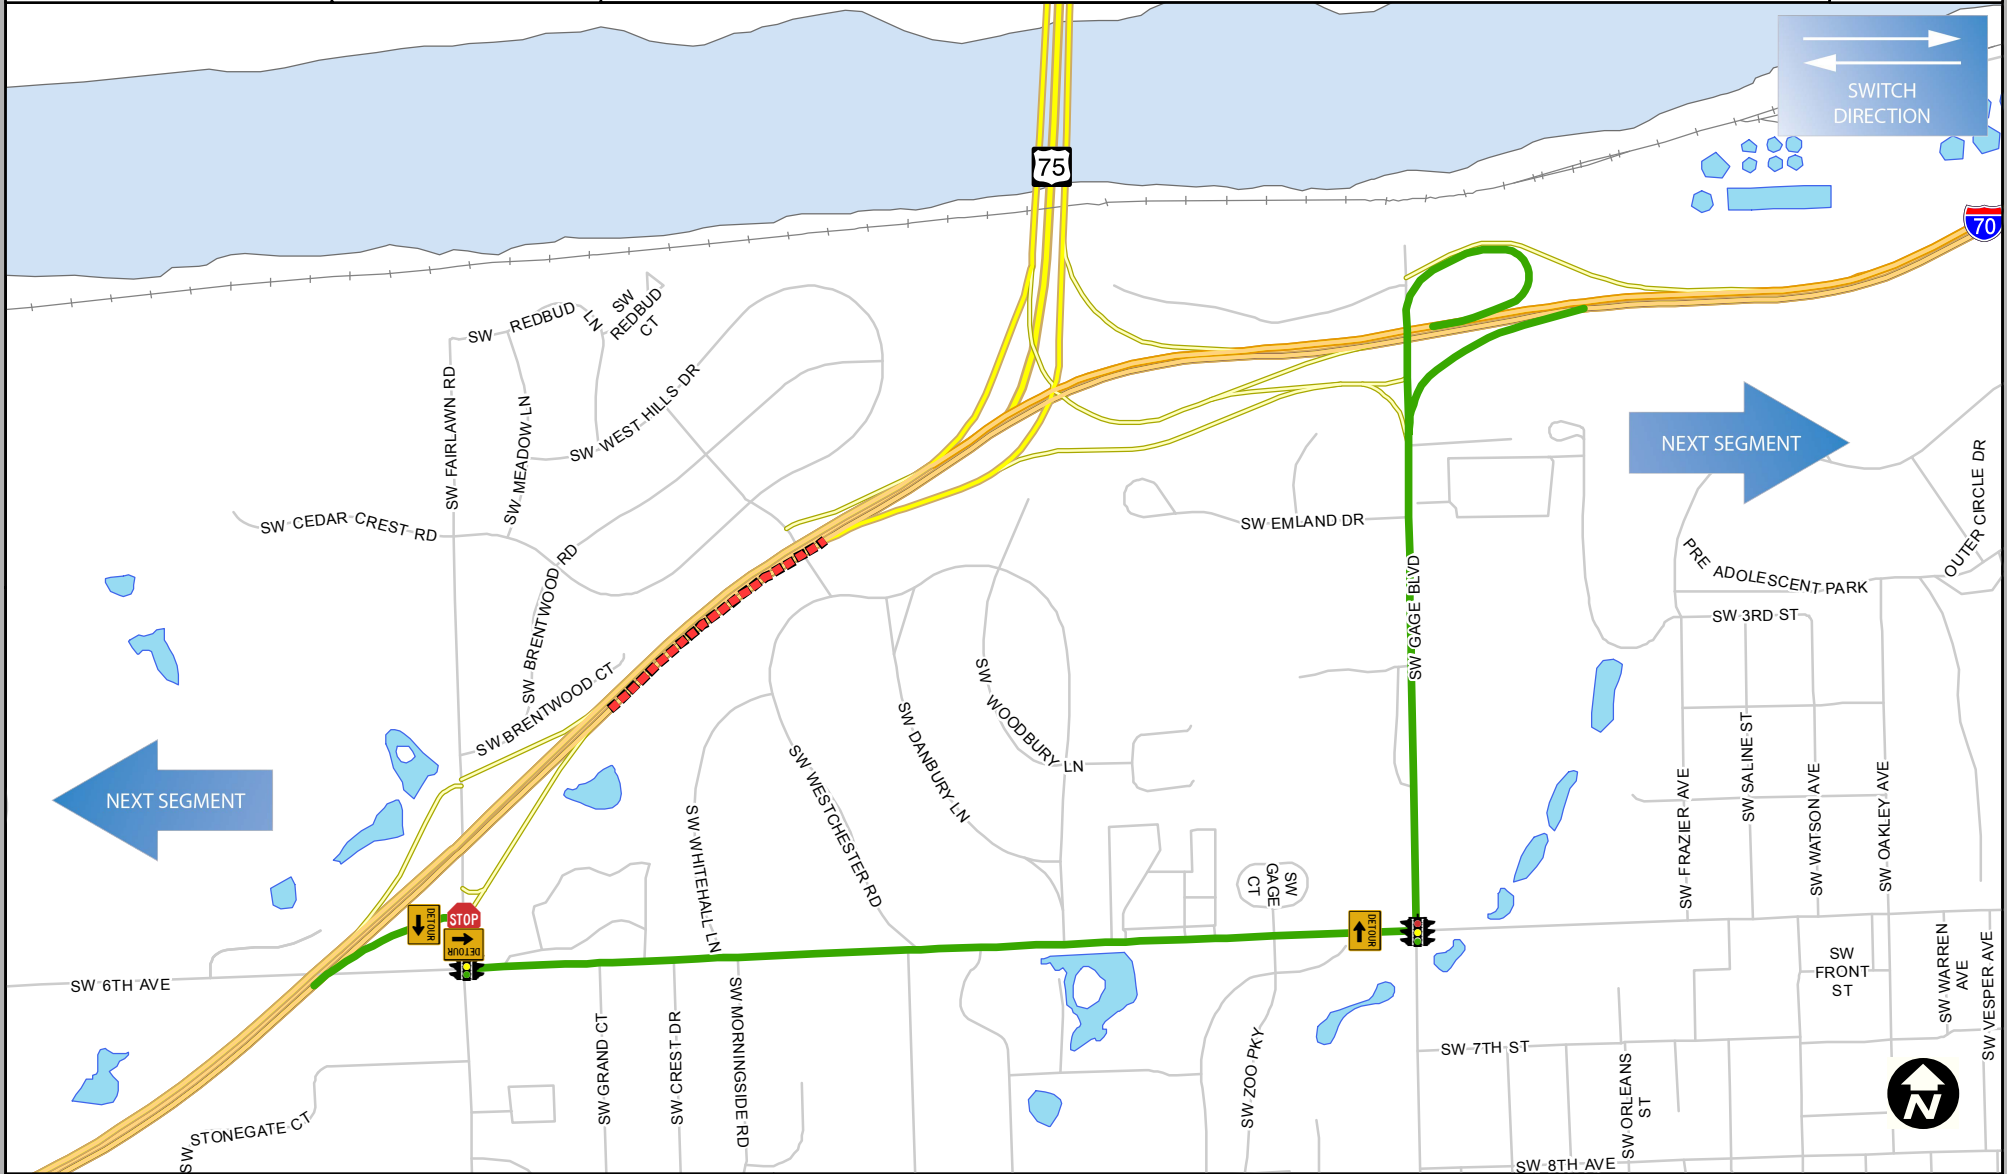 SWITCH
DIRECTION
75
70
SW REDBUD LN
SW
REDBUD
CT
SW FAIRLAWN RD
SW MEADOW LN
SW WEST HILLS DR
SW CEDAR CREST RD
SW BRENTWOOD RD
SW BRENTWOOD CT
NEXT SEGMENT
SW EMLAND DR
SW GAGE BLVD
PRE ADOLESCENT PARK
OUTER CIRCLE DR
SW 3RD ST
SW WOODBURY LN
SW DANBURY LN
SW WESTCHESTER RD
SW WHITEHALL LN
NEXT SEGMENT
SW FRAZIER AVE
SW SALINE ST
SW WATSON AVE
SW OAKLEY AVE
SW
GAGE
CT
DETOUR
STOP
DETOUR
DETOUR
SW 6TH AVE
SW
FRONT
ST
SW WARREN
AVE
SW VESPER AVE
SW GRAND CT
SW CREST DR
SW MORNINGSIDE RD
SW ZOO PKY
SW 7TH ST
SW ORLEANS
ST
SW STONEGATE CT
SW 8TH AVE
N